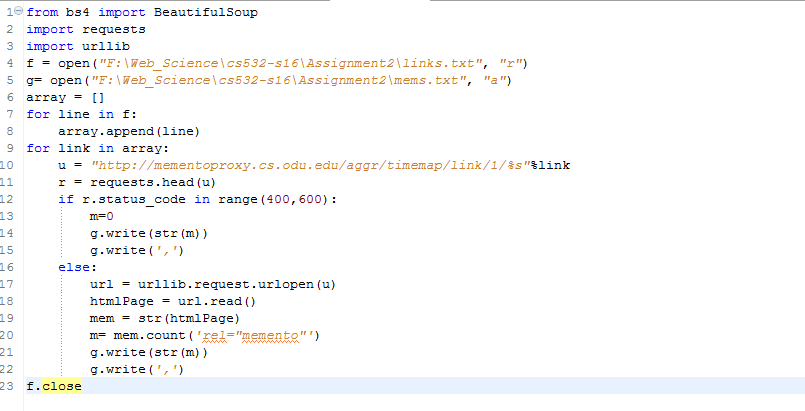 1 from bs4 import BeautifulSoup
2 import requests
3 import urllib
4 f = open("F:\Web_Science\cs532-s16\Assignment2\links.txt", "r")
5 g= open("F:\Web_Science\cs532-s16\Assignment2\mems.txt", "a")
6 array = []
7 for line in f:
8     array.append(line)
9 for link in array:
10     u = "http://mementoproxy.cs.odu.edu/aggr/timemap/link/1/%s"%link
11     r = requests.head(u)
12     if r.status_code in range(400,600):
13         m=0
14         g.write(str(m))
15         g.write(',')
16     else:
17         url = urllib.request.urlopen(u)
18         htmlPage = url.read()
19         mem = str(htmlPage)
20         m= mem.count('rel="memento"')
21         g.write(str(m))
22         g.write(',')
23 f.close